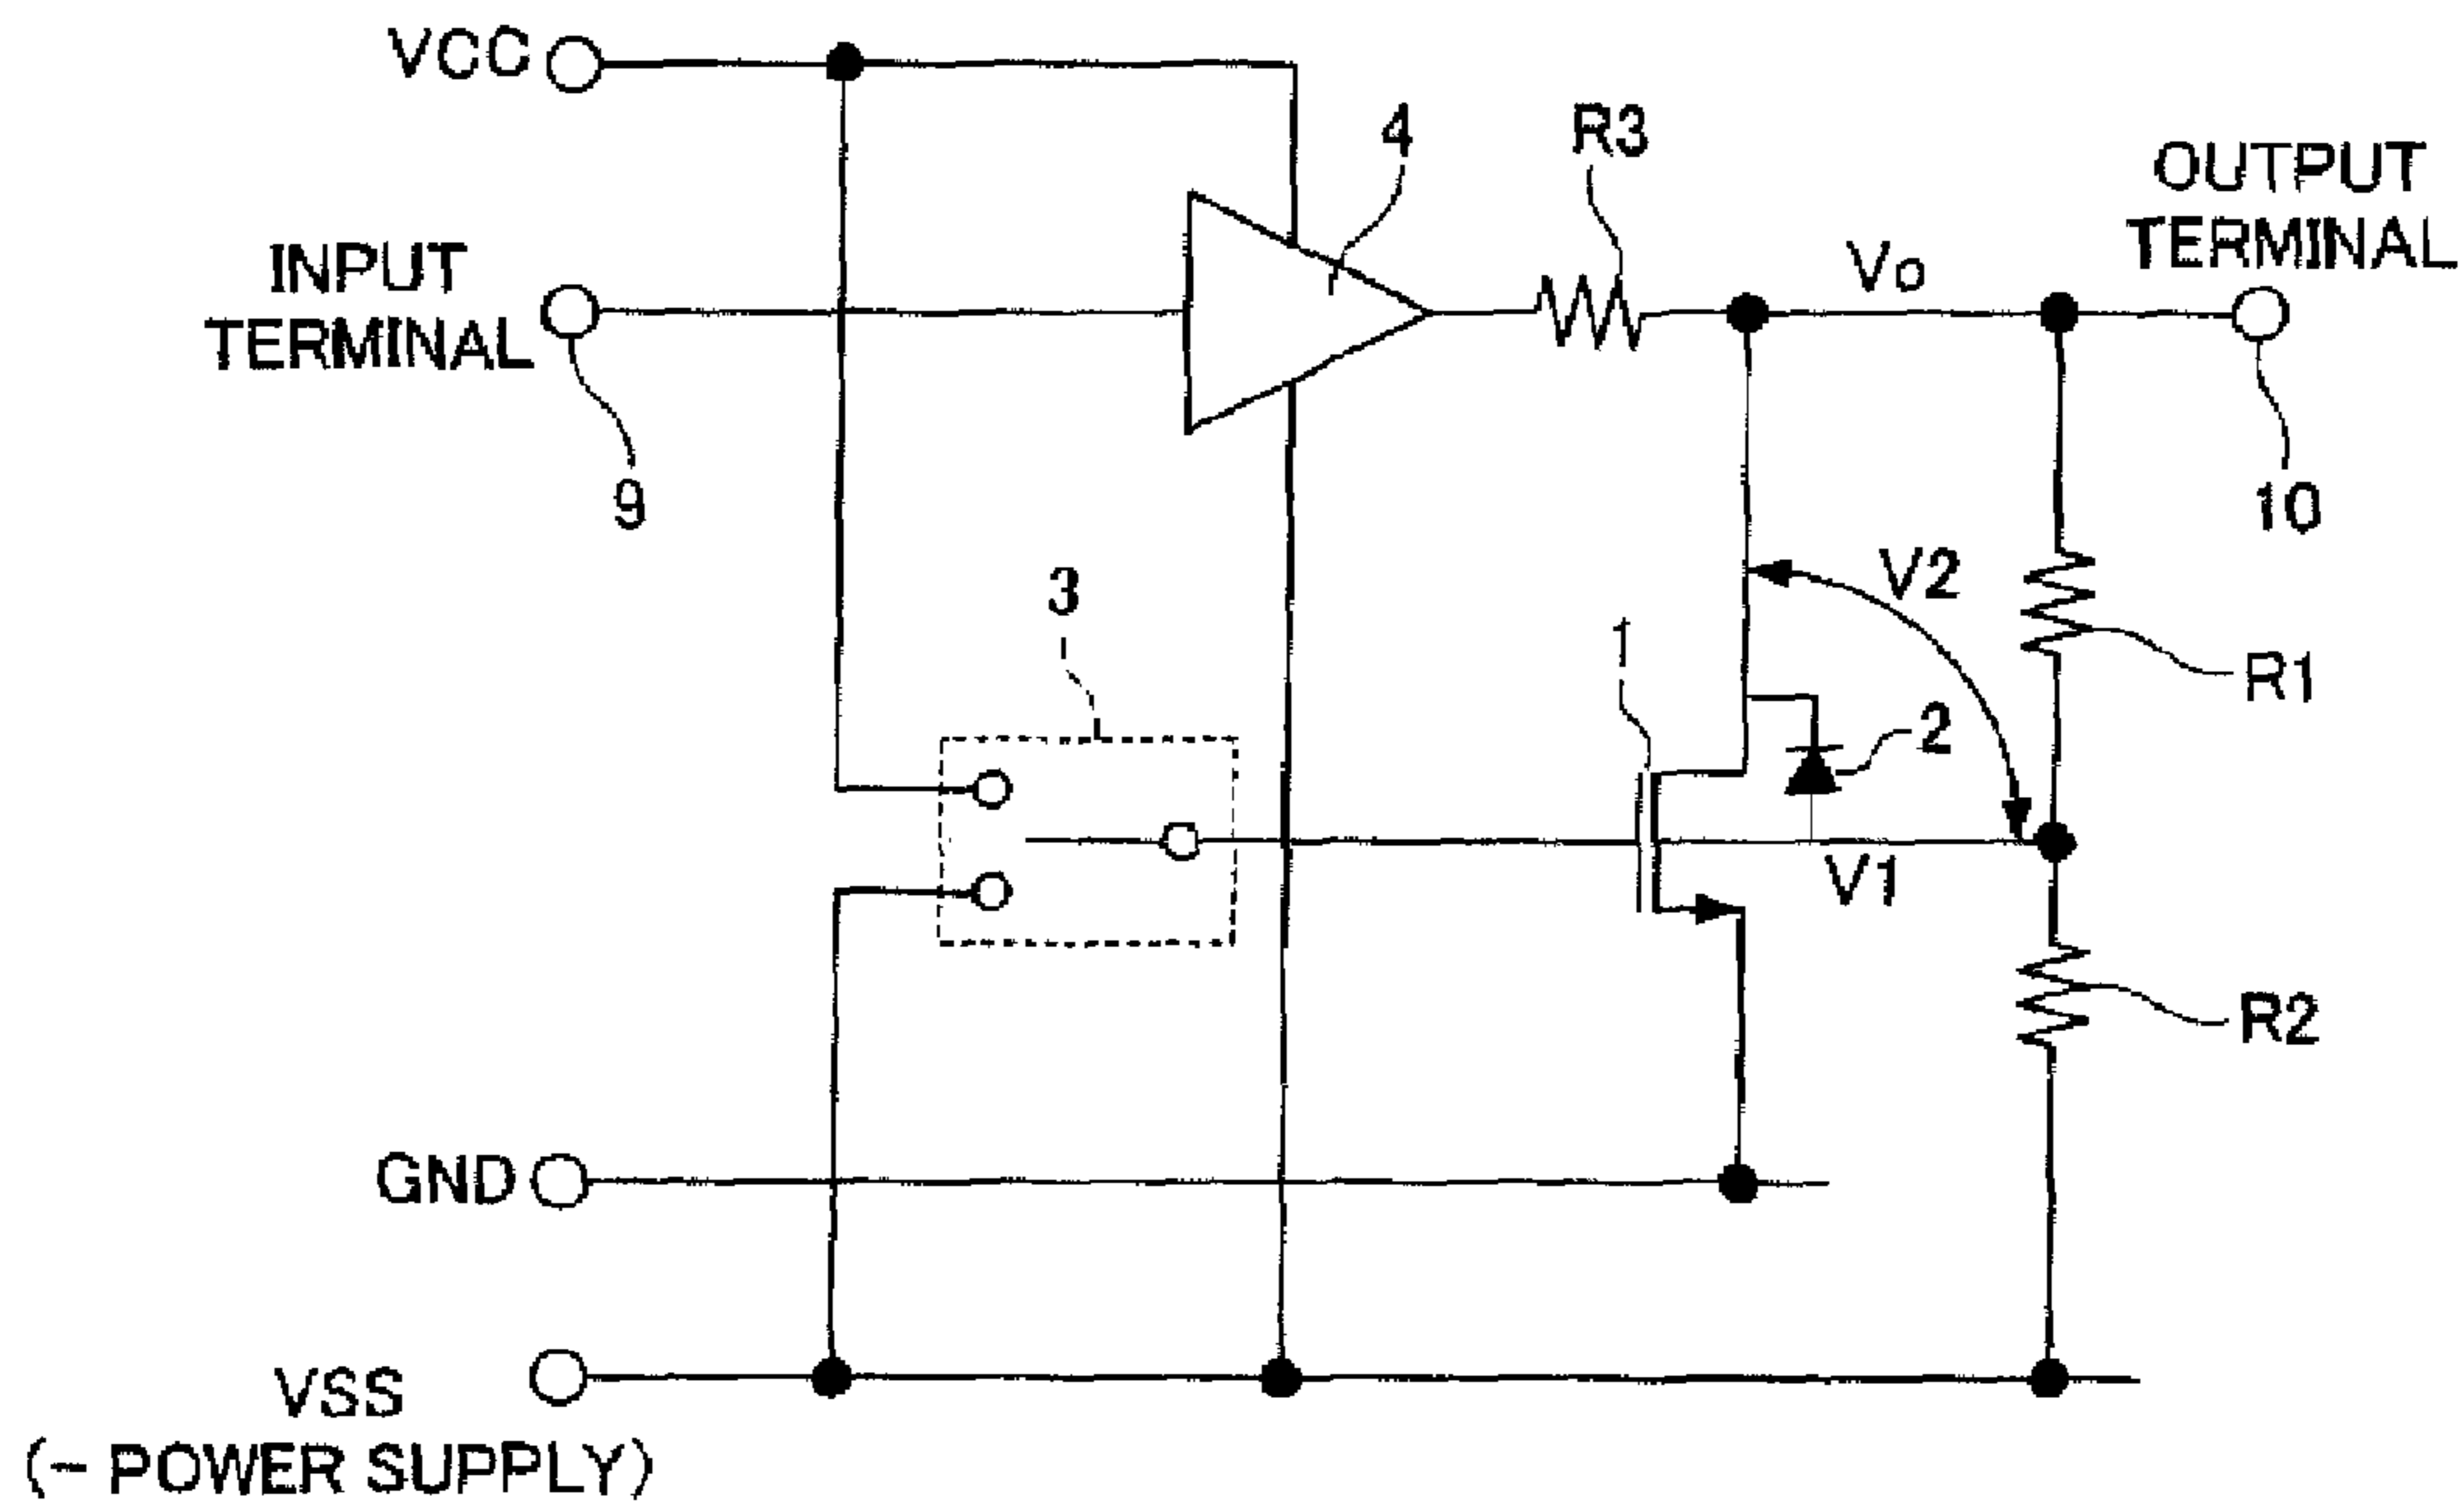 VCC
4
R3
OUTPUT
TERMINAL
INPUT
TERMINAL
Vo
9
10
3
V2
1
R1
2
V1
R2
GND
VSS
(- POWER SUPPLY)